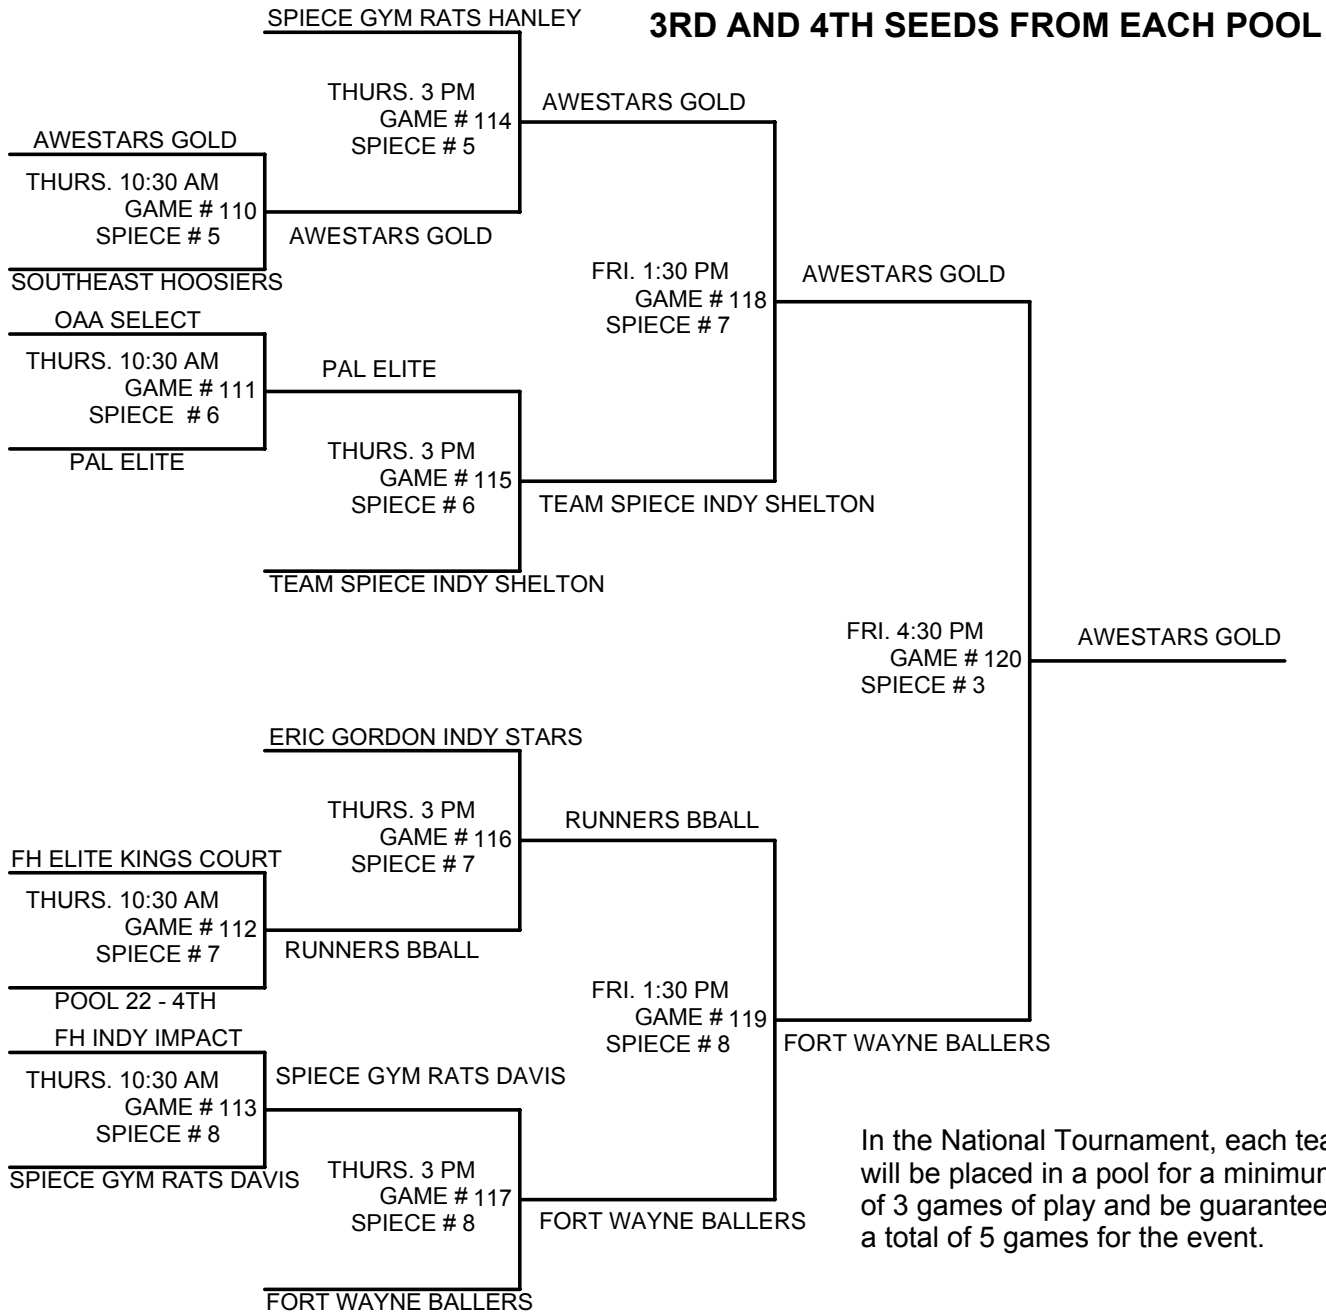 SPIECE GYM RATS HANLEY
3RD AND 4TH SEEDS FROM EACH POOL
THURS. 3 PM
GAME # 114
SPIECE # 5
AWESTARS GOLD
AWESTARS GOLD
THURS. 10:30 AM
GAME # 110
SPIECE # 5
AWESTARS GOLD
SOUTHEAST HOOSIERS
FRI. 1:30 PM
GAME # 118
SPIECE # 7
AWESTARS GOLD
OAA SELECT
THURS. 10:30 AM
GAME # 111
SPIECE # 6
PAL ELITE
PAL ELITE
THURS. 3 PM
GAME # 115
SPIECE # 6
TEAM SPIECE INDY SHELTON
TEAM SPIECE INDY SHELTON
FRI. 4:30 PM
GAME # 120
SPIECE # 3
AWESTARS GOLD
ERIC GORDON INDY STARS
THURS. 3 PM
GAME # 116
SPIECE # 7
RUNNERS BBALL
FH ELITE KINGS COURT
THURS. 10:30 AM
GAME # 112
SPIECE # 7
RUNNERS BBALL
POOL 22 - 4TH
FRI. 1:30 PM
GAME # 119
SPIECE # 8
FORT WAYNE BALLERS
FH INDY IMPACT
THURS. 10:30 AM
GAME # 113
SPIECE # 8
SPIECE GYM RATS DAVIS
SPIECE GYM RATS DAVIS
THURS. 3 PM
GAME # 117
SPIECE # 8
FORT WAYNE BALLERS
FORT WAYNE BALLERS
In the National Tournament, each tea
will be placed in a pool for a minimum
of 3 games of play and be guarantee
a total of 5 games for the event.